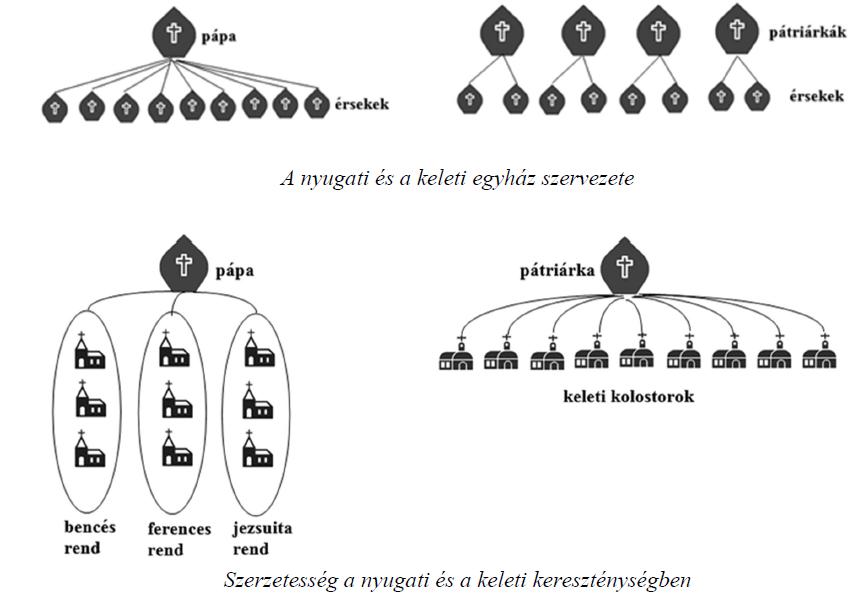 pápa
pátriárkák
érsekek
érsekek
A nyugati és a keleti egyház szervezete
pápa
pátriárka
keleti kolostorok
bencés
rend
ferences
rend
jezsuita
rend
Szerzetesség a nyugati és a keleti kereszténységben